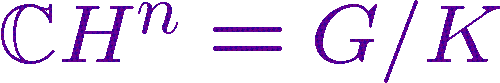 ℂHⁿ = G/K